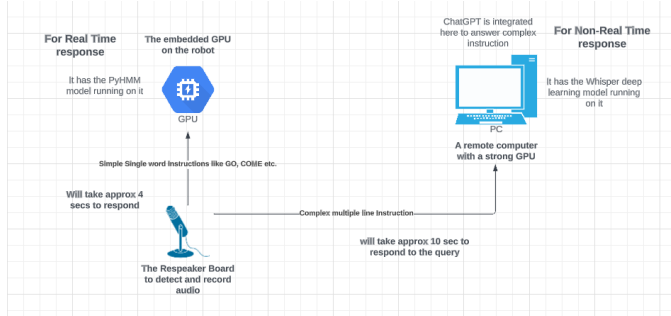 For Real Time
response
The embedded GPU
on the robot
It has the PyHMM
model running on it
GPU
Simple Single word Instructions like GO, COME etc.
Will take approx 4
secs to respond
The Respeaker Board
to detect and record
audio
ChatGPT is integrated
here to answer complex
instruction
For Non-Real Time
response
It has the Whisper deep
learning model running
on it
PC
A remote computer
with a strong GPU
Complex multiple line Instruction
will take approx 10 sec to
respond to the query